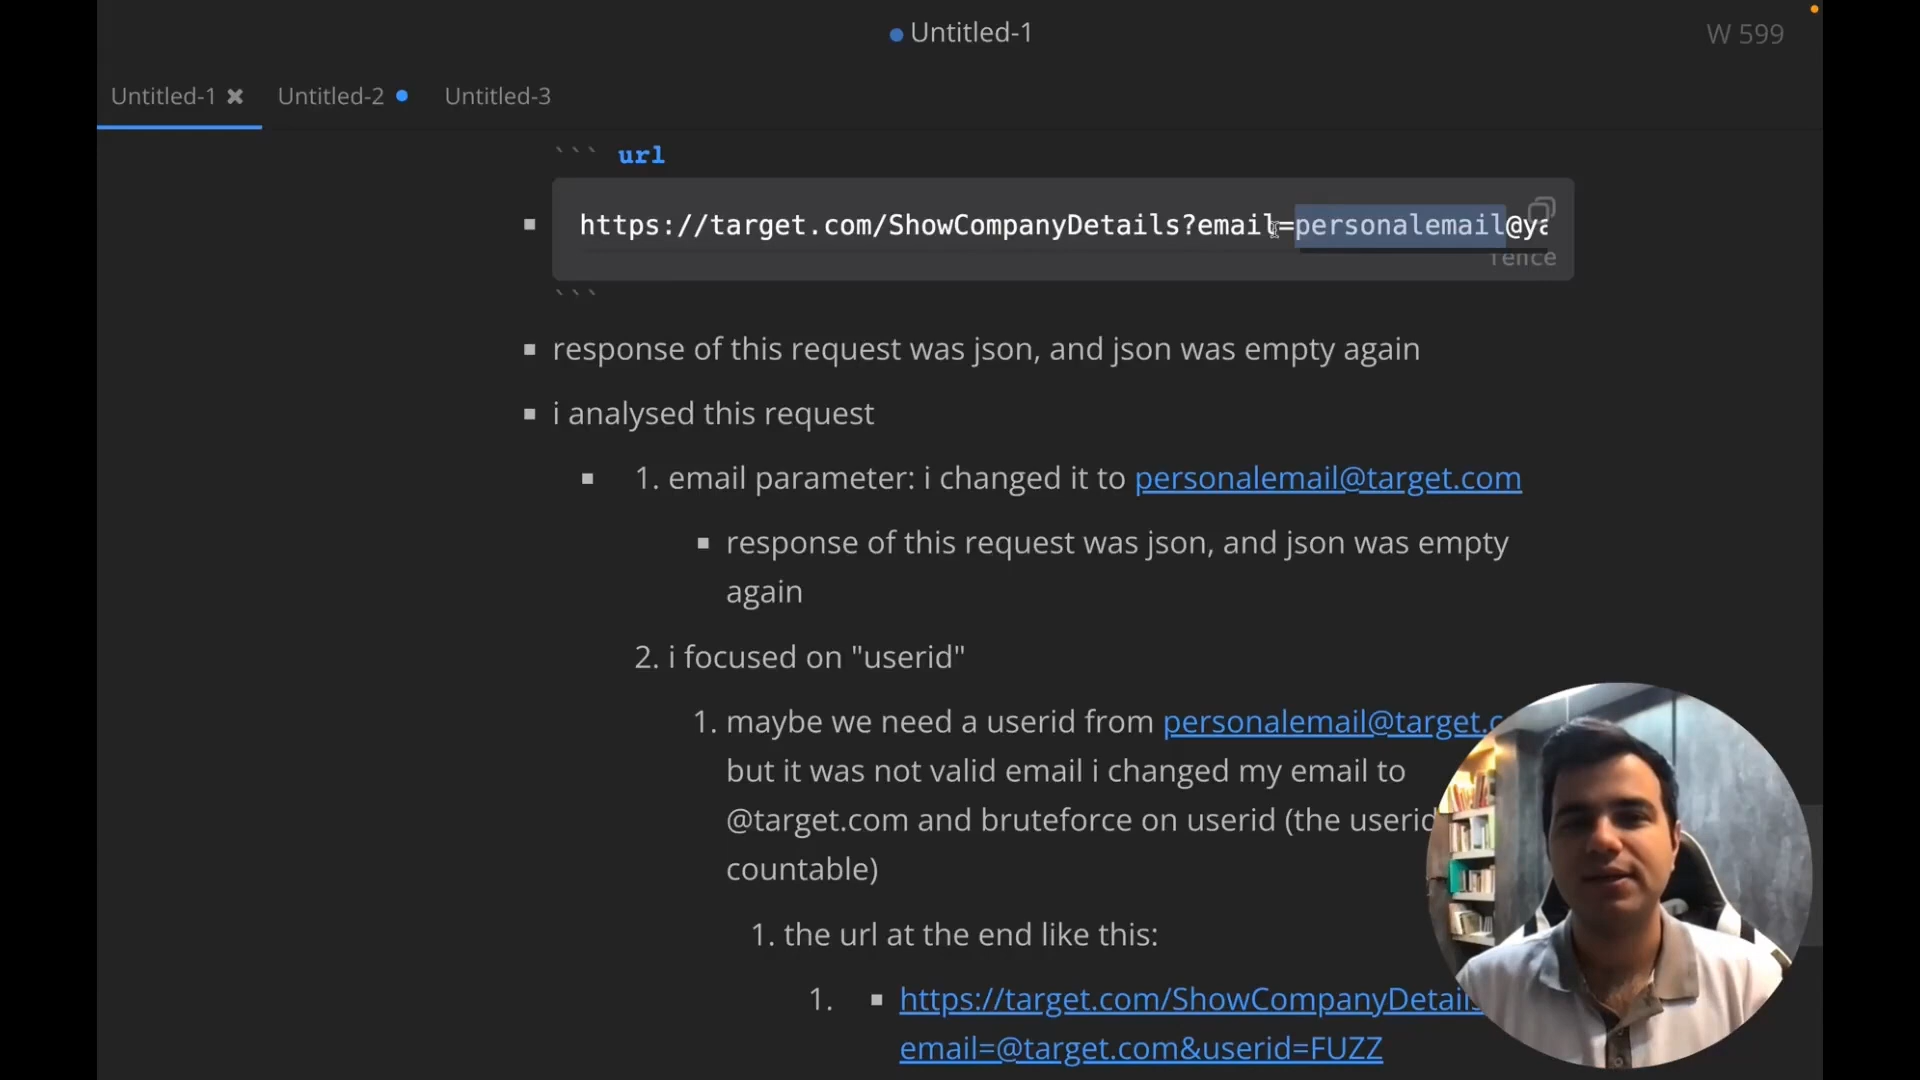 Untitled-1
W 599
Untitled-1 Untitled-2 Untitled-3
``` url
https://target.com/ShowCompanyDetails?email=personalemail@ya
fence
```
response of this request was json, and json was empty again
i analysed this request
1. email parameter: i changed it to personalemail@target.com
response of this request was json, and json was empty
again
2. i focused on "userid"
1. maybe we need a userid from personalemail@target.c
but it was not valid email i changed my email to
@target.com and bruteforce on userid (the userid
countable)
1. the url at the end like this:
1. https://target.com/ShowCompanyDetails
email=@target.com&userid=FUZZ